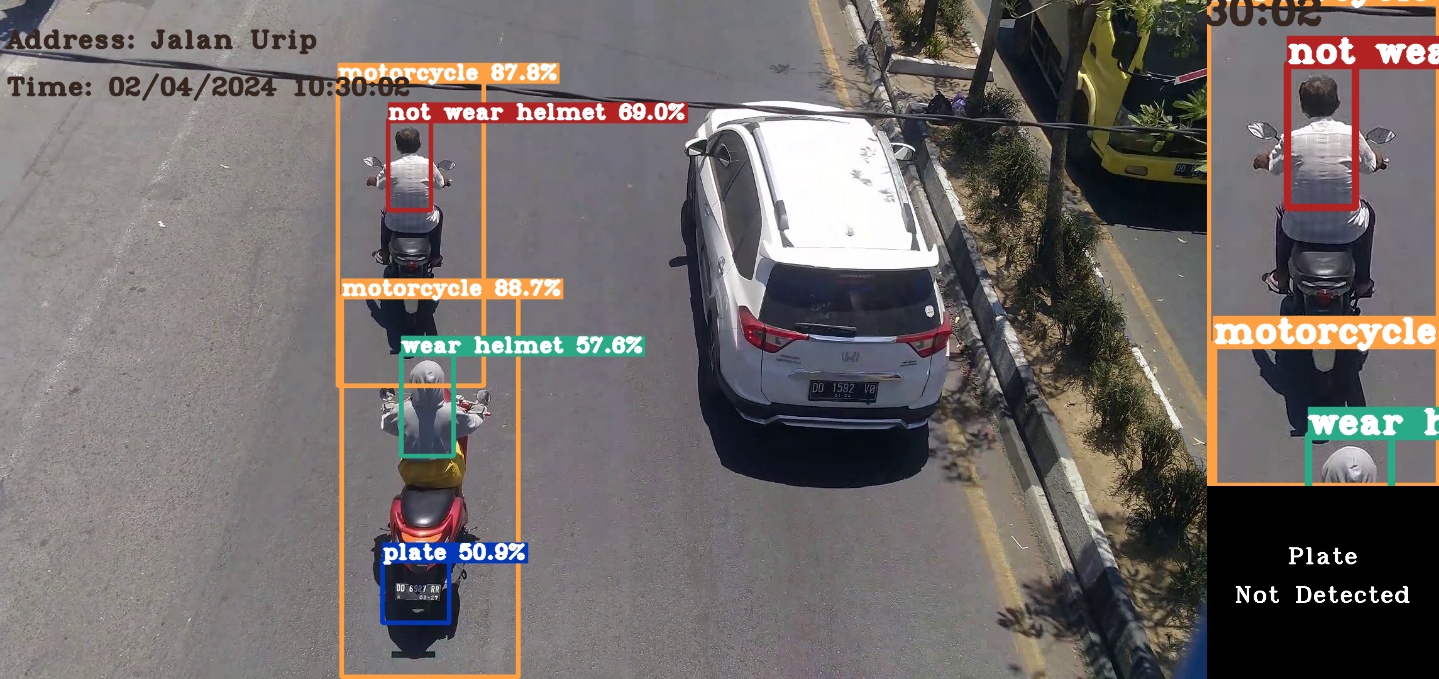 Address: Jalan Urip
Time: 02/04/2024 10:30:02
motorcycle 87.8%
not wear helmet 69.0%
motorcycle 88.7%
wear helmet 57.6%
plate 50.9%
DD 1582 VB
DD
30:02
cycle
not wea
motorcycle
wear h
Plate
Not Detected